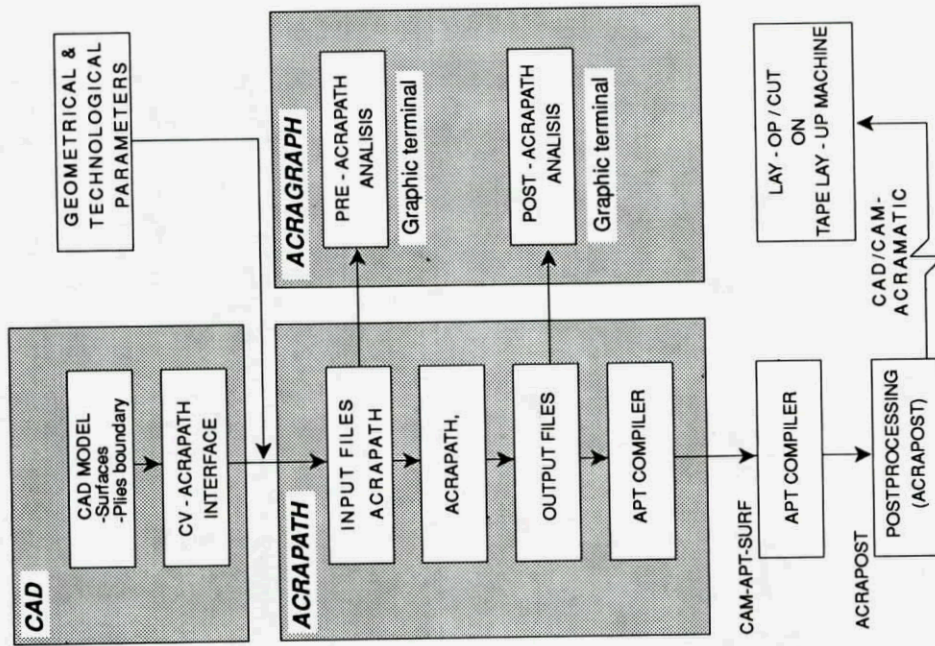 CAD
CAD MODEL
-Surfaces
-Plies boundary
CV - ACRAPATH
INTERFACE
GEOMETRICAL &
TECHNOLOGICAL
PARAMETERS
ACRAPATH
INPUT FILES
ACRAPATH
ACRAPATH,
OUTPUT FILES
APT COMPILER
ACRAGRAPH
PRE - ACRAPATH
ANALISIS
Graphic terminal
POST - ACRAPATH
ANALISIS
Graphic terminal
CAM-APT-SURF
APT COMPILER
ACRAPOST
POSTPROCESSING
(ACRAPOST)
CAD/CAM-
ACRAMATIC
LAY - OP / CUT
ON
TAPE LAY - UP MACHINE